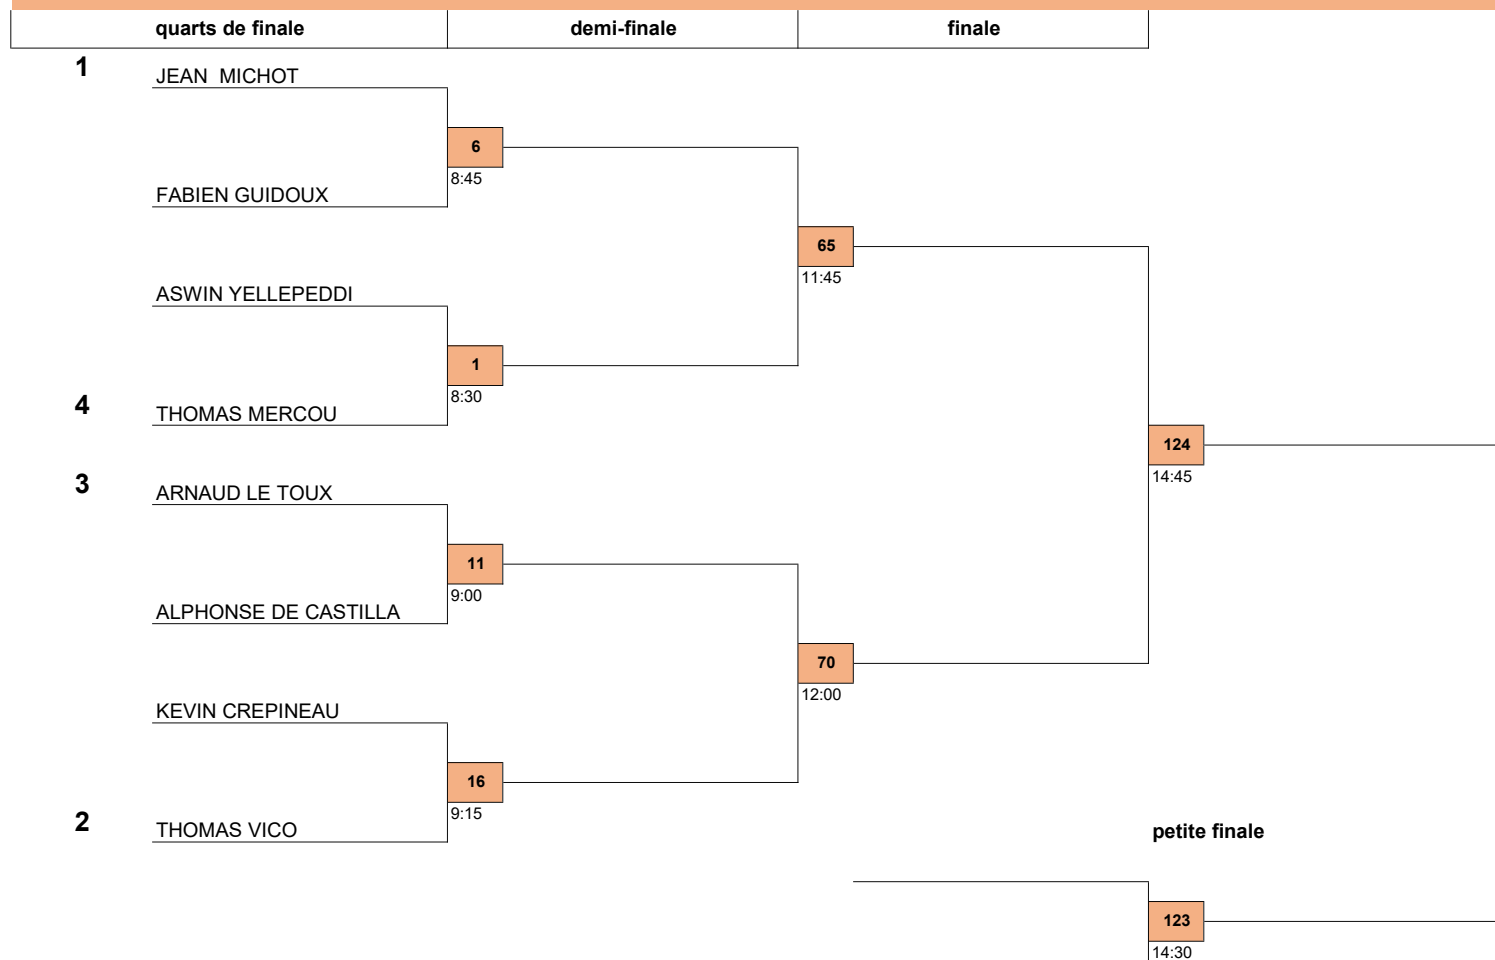 quarts de finale demi-finale finale
1
JEAN  MICHOT
6
8:45
FABIEN GUIDOUX
65
11:45
ASWIN YELLEPEDDI
1
8:30
4
THOMAS MERCOU
124
14:45
3
ARNAUD LE TOUX
11
9:00
ALPHONSE DE CASTILLA
70
12:00
KEVIN CREPINEAU
16
9:15
2
THOMAS VICO
petite finale
123
14:30